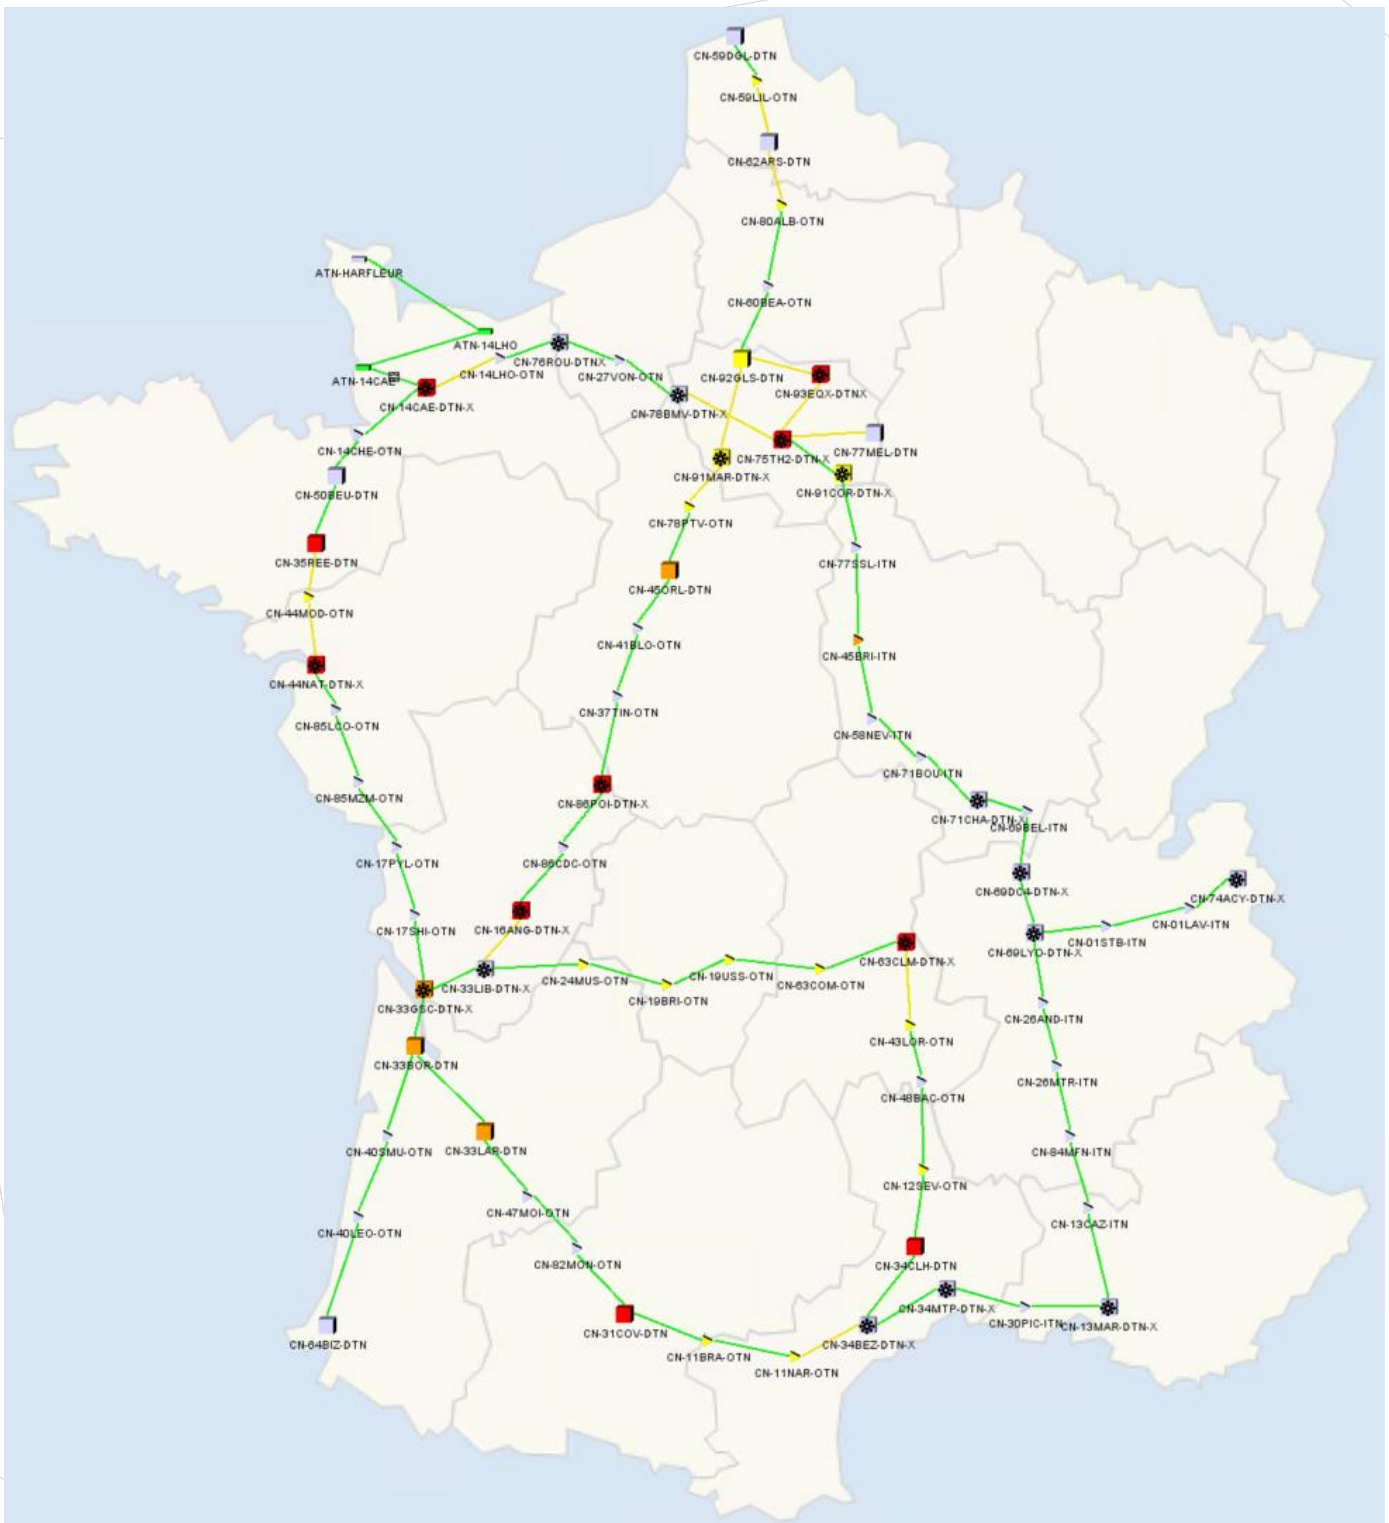 CN-59DGL-DTN
CN-59LIL-OTN
CN-62ARS-DTN
CN-80ALB-OTN
ATN-HARFLEUR
CN-60BEA-OTN
ATN-14LHO
CN-76ROU-DTNX
CN-14LHO-OTN
CN-27VON-OTN
CN-92GLS-DTN
ATN-14CAE
CN-93EQX-DTNX
CN-14CAE-DTN-X
CN-78BMV-DTN-X
CN-14CHE-OTN
CN-75TH2-DTN-X
CN-77MEL-DTN
CN-91MAR-DTN-X
CN-50BEU-DTN
CN-91COR-DTN-X
CN-78PTV-OTN
CN-35REE-DTN
CN-77SSL-ITN
CN-45ORL-DTN
CN-44MOD-OTN
CN-41BLO-OTN
CN-45BRI-ITN
CN-44NAT-DTN-X
CN-37TIN-OTN
CN-85LCO-OTN
CN-58NEV-ITN
CN-71BOU-ITN
CN-85MZM-OTN
CN-86POI-DTN-X
CN-71CHA-DTN-X
CN-69BEL-ITN
CN-17PYL-OTN
CN-86CDC-OTN
CN-69DC4-DTN-X
CN-74ACY-DTN-X
CN-17SHI-OTN
CN-16ANG-DTN-X
CN-01LAV-ITN
CN-01STB-ITN
CN-63CLM-DTN-X
CN-69LYO-DTN-X
CN-33LIB-DTN-X
CN-24MUS-OTN
CN-19USS-OTN
CN-63COM-OTN
CN-33GSC-DTN-X
CN-19BRI-OTN
CN-26AND-ITN
CN-43LOR-OTN
CN-33BOR-DTN
CN-26MTR-ITN
CN-48BAC-OTN
CN-40SMU-OTN
CN-33LAR-DTN
CN-84MFN-ITN
CN-12SEV-OTN
CN-47MOI-OTN
CN-13CAZ-ITN
CN-40LEO-OTN
CN-82MON-OTN
CN-34CLH-DTN
CN-34MTP-DTN-X
CN-30PIC-ITN
CN-13MAR-DTN-X
CN-31COV-DTN
CN-64BIZ-DTN
CN-34BEZ-DTN-X
CN-11BRA-OTN
CN-11NAR-OTN